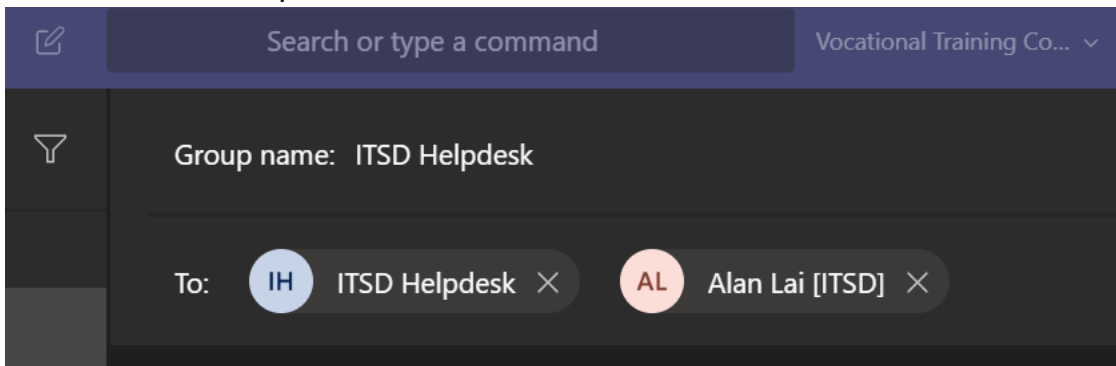 Search or type a command
Vocational Training Co...
Group name: ITSD Helpdesk
To: IH ITSD Helpdesk AL Alan Lai [ITSD]